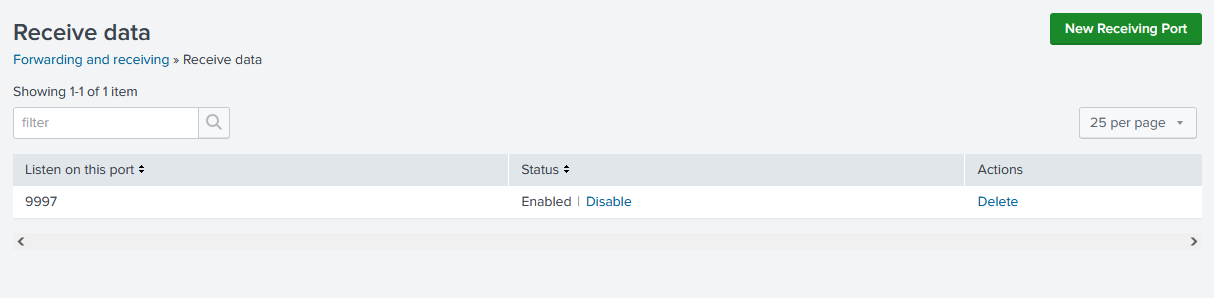 Receive data
New Receiving Port
Forwarding and receiving » Receive data
Showing 1-1 of 1 item
filter
25 per page
Listen on this port Status Actions
9997 Enabled | Disable Delete